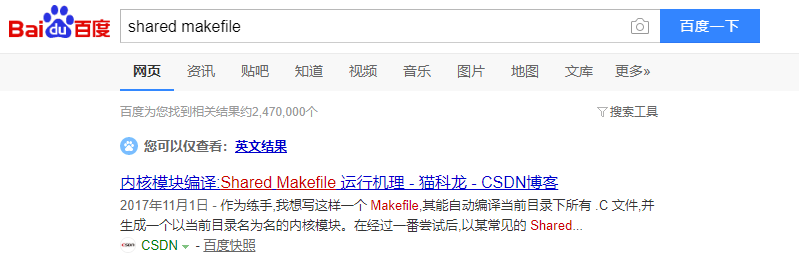 Bai du 百度 shared makefile 百度一下
网页 资讯 贴吧 知道 视频 音乐 图片 地图 文库 更多»
百度为您找到相关结果约2,470,000个 搜索工具
您可以仅查看：英文结果
内核模块编译:Shared Makefile 运行机理 - 猫科龙 - CSDN博客
2017年11月1日 - 作为练手,我想写这样一个 Makefile,其能自动编译当前目录下所有 .C 文件,并
生成一个以当前目录名为名的内核模块。在经过一番尝试后,以某常见的 Shared...
CSDN CSDN - 百度快照